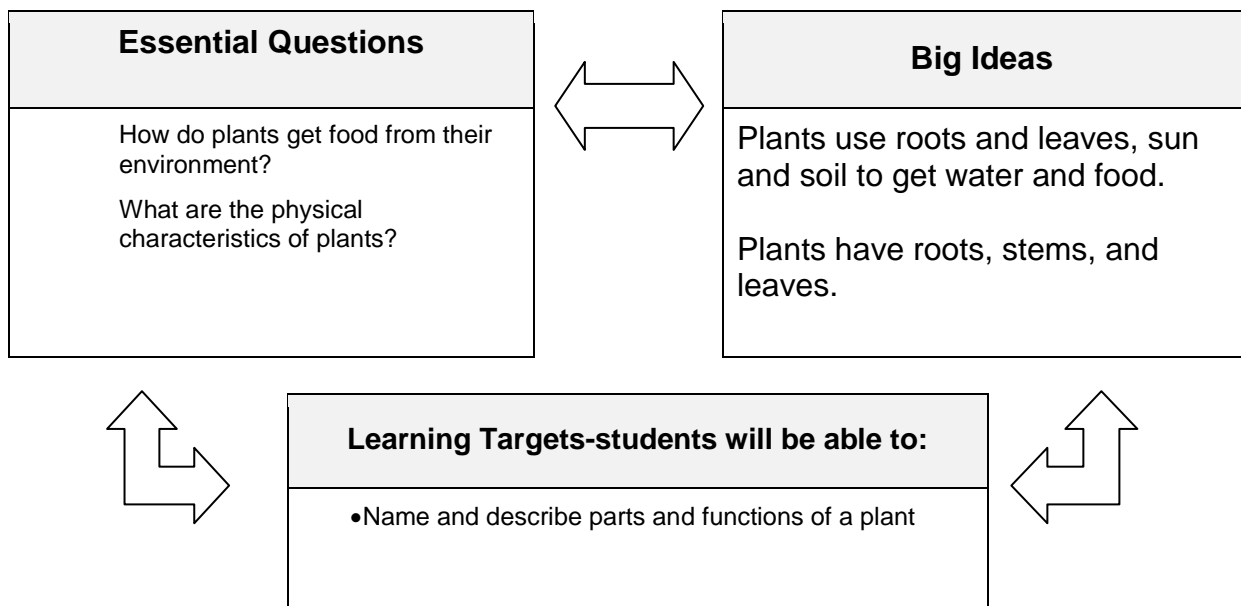 Essential Questions
How do plants get food from their
environment?
What are the physical
characteristics of plants?
Big Ideas
Plants use roots and leaves, sun
and soil to get water and food.
Plants have roots, stems, and
leaves.
Learning Targets-students will be able to:
•Name and describe parts and functions of a plant